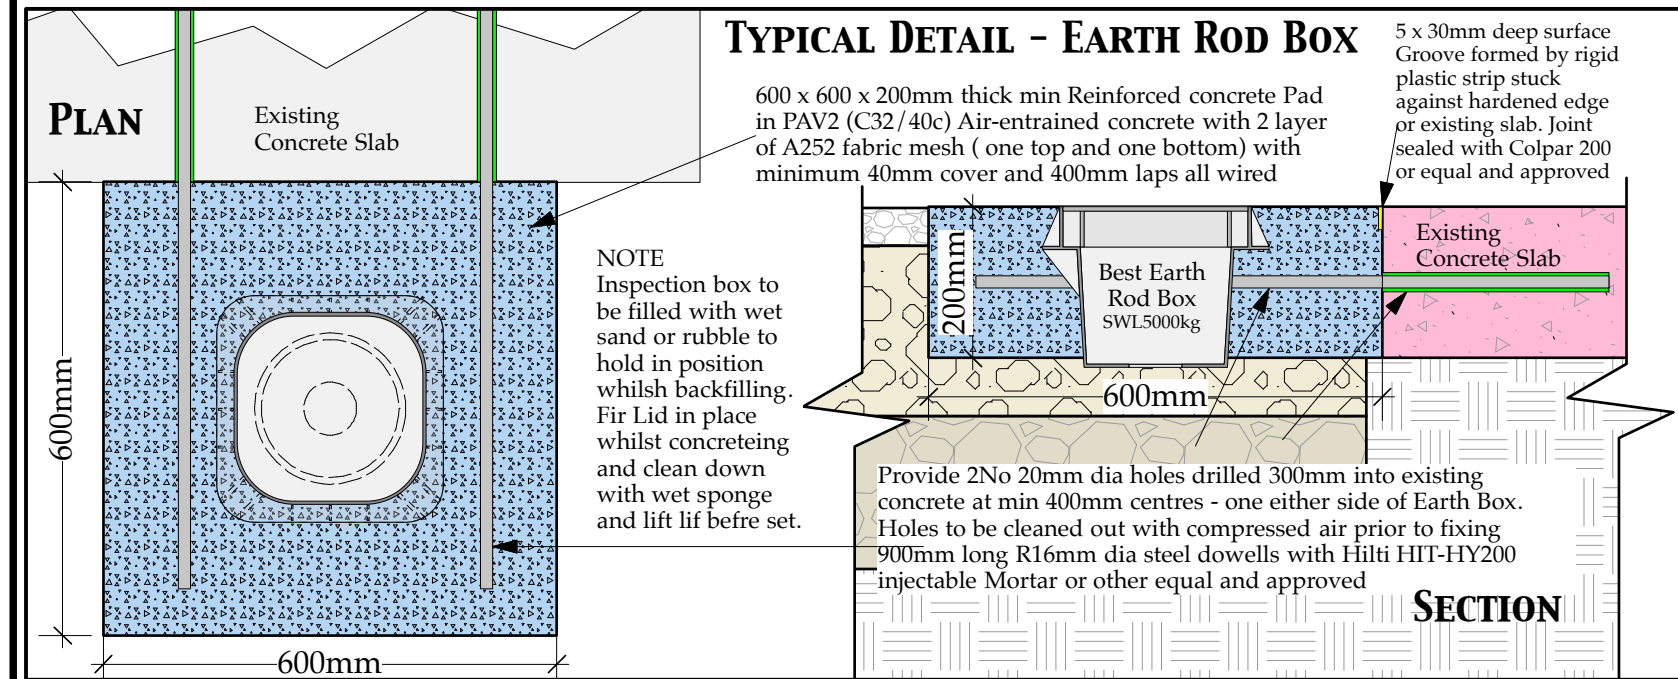 TYPICAL DETAIL - EARTH ROD BOX
PLAN
Existing
Concrete Slab
600 x 600 x 200mm thick min Reinforced concrete Pad
in PAV2 (C32/40c) Air-entrained concrete with 2 layer
of A252 fabric mesh ( one top and one bottom) with
minimum 40mm cover and 400mm laps all wired
5 x 30mm deep surface
Groove formed by rigid
plastic strip stuck
against hardened edge
or existing slab. Joint
sealed with Colpar 200
or equal and approved
NOTE
Inspection box to
be filled with wet
sand or rubble to
hold in position
whilsh backfilling.
Fir Lid in place
whilst concreteing
and clean down
with wet sponge
and lift lif befre set.
600mm
600mm
200mm
Best Earth
Rod Box
SWL5000kg
Existing
Concrete Slab
600mm
Provide 2No 20mm dia holes drilled 300mm into existing
concrete at min 400mm centres - one either side of Earth Box.
Holes to be cleaned out with compressed air prior to fixing
900mm long R16mm dia steel dowells with Hilti HIT-HY200
injectable Mortar or other equal and approved
SECTION